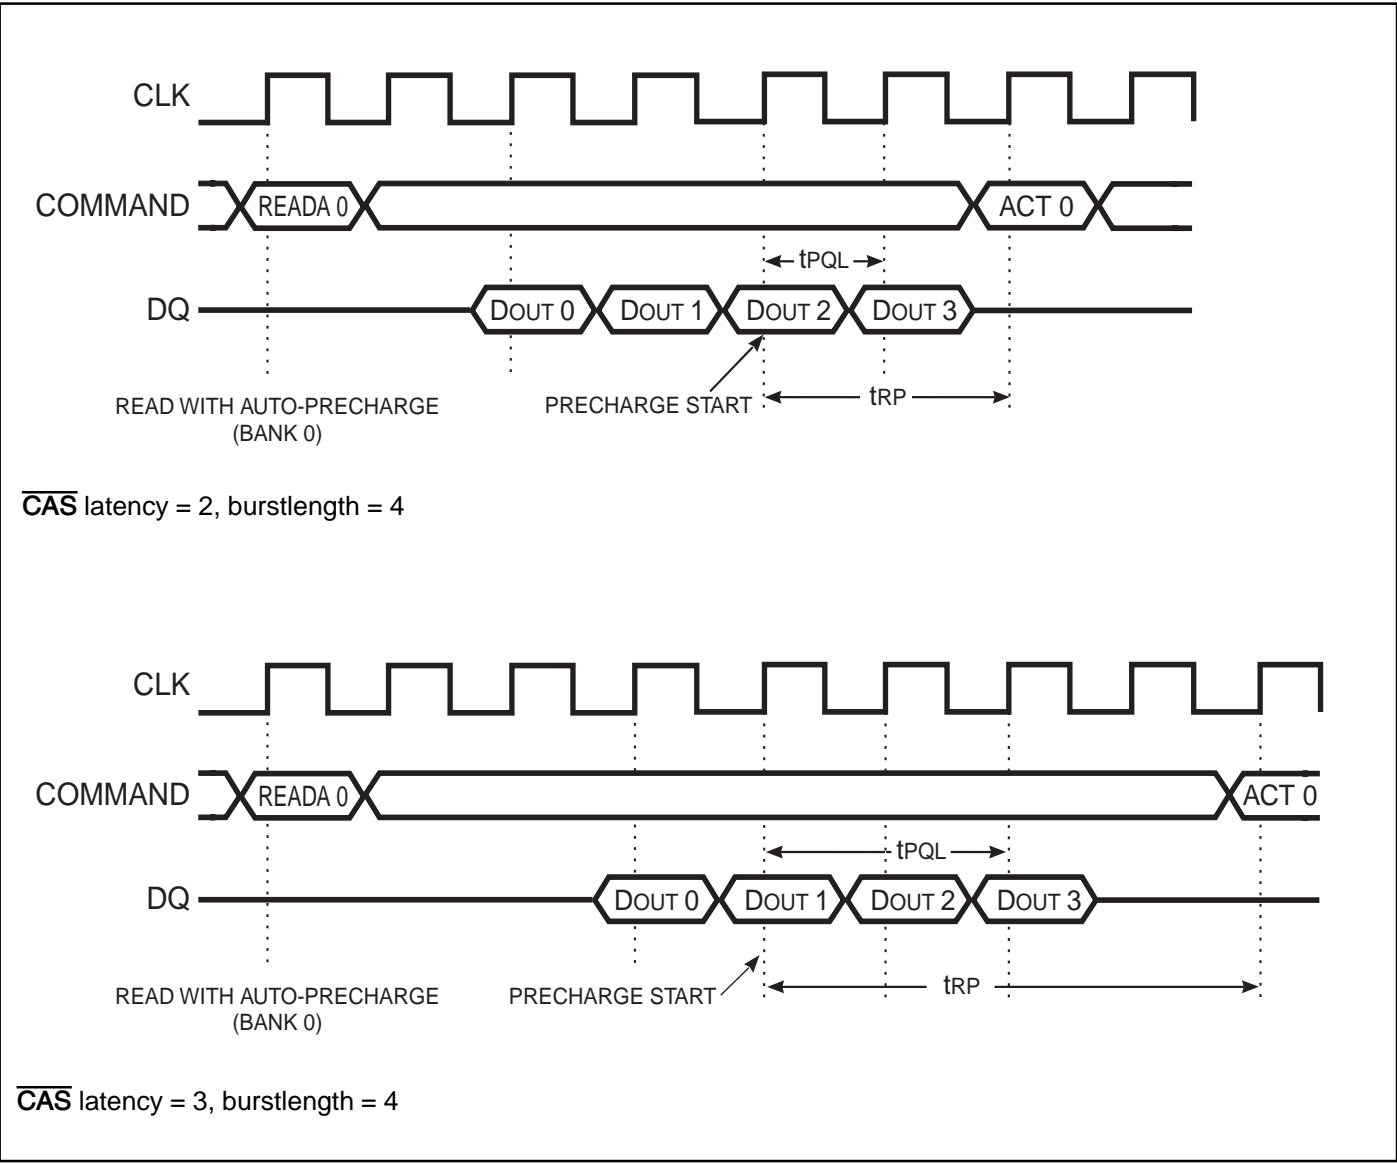 CLK
COMMAND READA 0 ACT 0
tPQL
DQ DOUT 0 DOUT 1 DOUT 2 DOUT 3
READ WITH AUTO-PRECHARGE
(BANK 0)
PRECHARGE START tRP
CAS latency = 2, burstlength = 4
CLK
COMMAND READA 0 ACT 0
tPQL
DQ DOUT 0 DOUT 1 DOUT 2 DOUT 3
READ WITH AUTO-PRECHARGE
(BANK 0)
PRECHARGE START tRP
CAS latency = 3, burstlength = 4